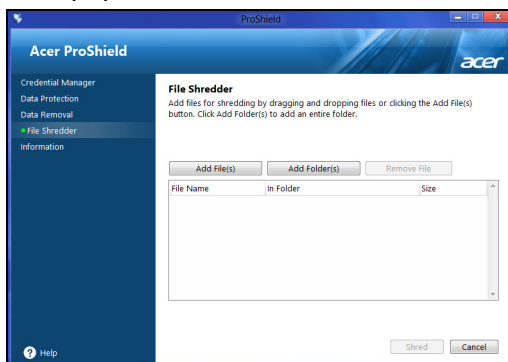 ProShield
Acer ProShield
acer
Credential Manager
Data Protection
Data Removal
File Shredder
Information
Help
File Shredder
Add files for shredding by dragging and dropping files or clicking the Add File(s)
button. Click Add Folder(s) to add an entire folder.
Add File(s) Add Folder(s) Remove File
File Name In Folder Size
Shred Cancel